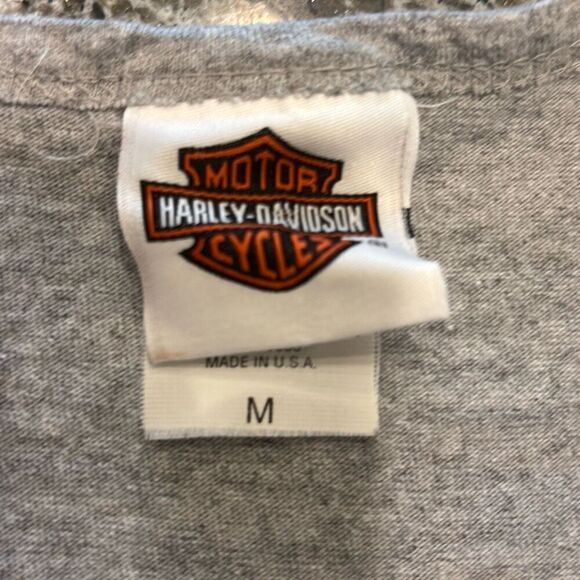 MOTOR
HARLEY-DAVIDSON
CYCLES
MADE IN U.S.A.
M